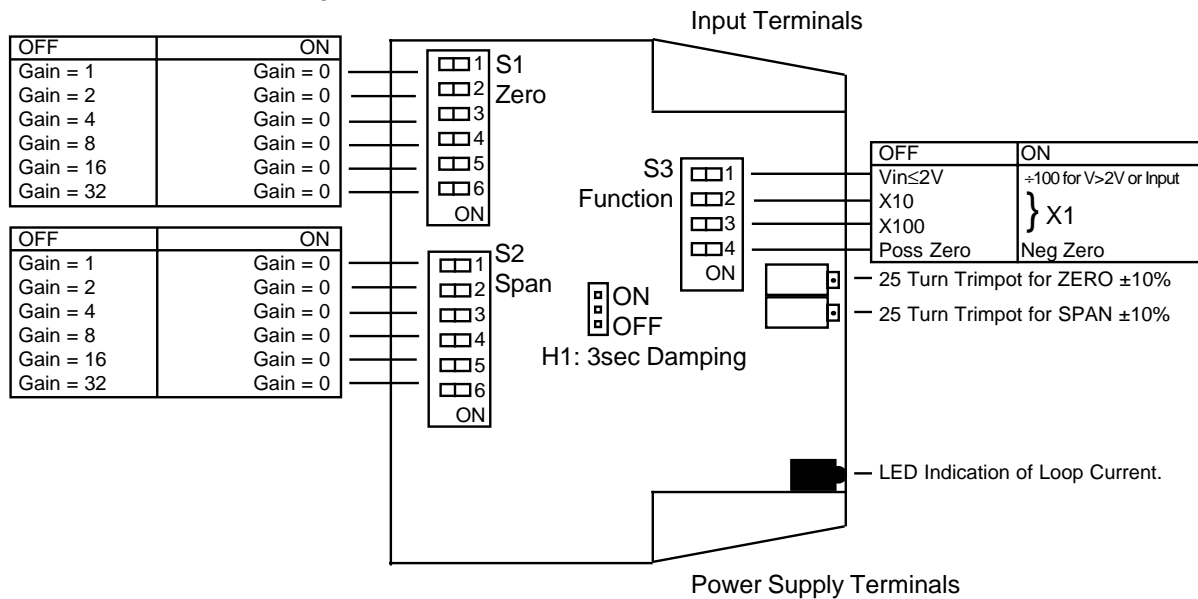 Input Terminals
OFF ON
Gain = 1 Gain = 0
Gain = 2 Gain = 0
Gain = 4 Gain = 0
Gain = 8 Gain = 0
Gain = 16 Gain = 0
Gain = 32 Gain = 0
1 S1
2 Zero
3
4
5
6
ON
OFF ON
Gain = 1 Gain = 0
Gain = 2 Gain = 0
Gain = 4 Gain = 0
Gain = 8 Gain = 0
Gain = 16 Gain = 0
Gain = 32 Gain = 0
S2
1 Span
2
3
4
5
6
ON
S3
Function
1
2
3
4
ON
OFF ON
Vin≤2V ÷100 for V>2V or Input
X10
X100 } X1
Poss Zero Neg Zero
25 Turn Trimpot for ZERO ±10%
25 Turn Trimpot for SPAN ±10%
ON
OFF
H1: 3sec Damping
LED Indication of Loop Current.
Power Supply Terminals